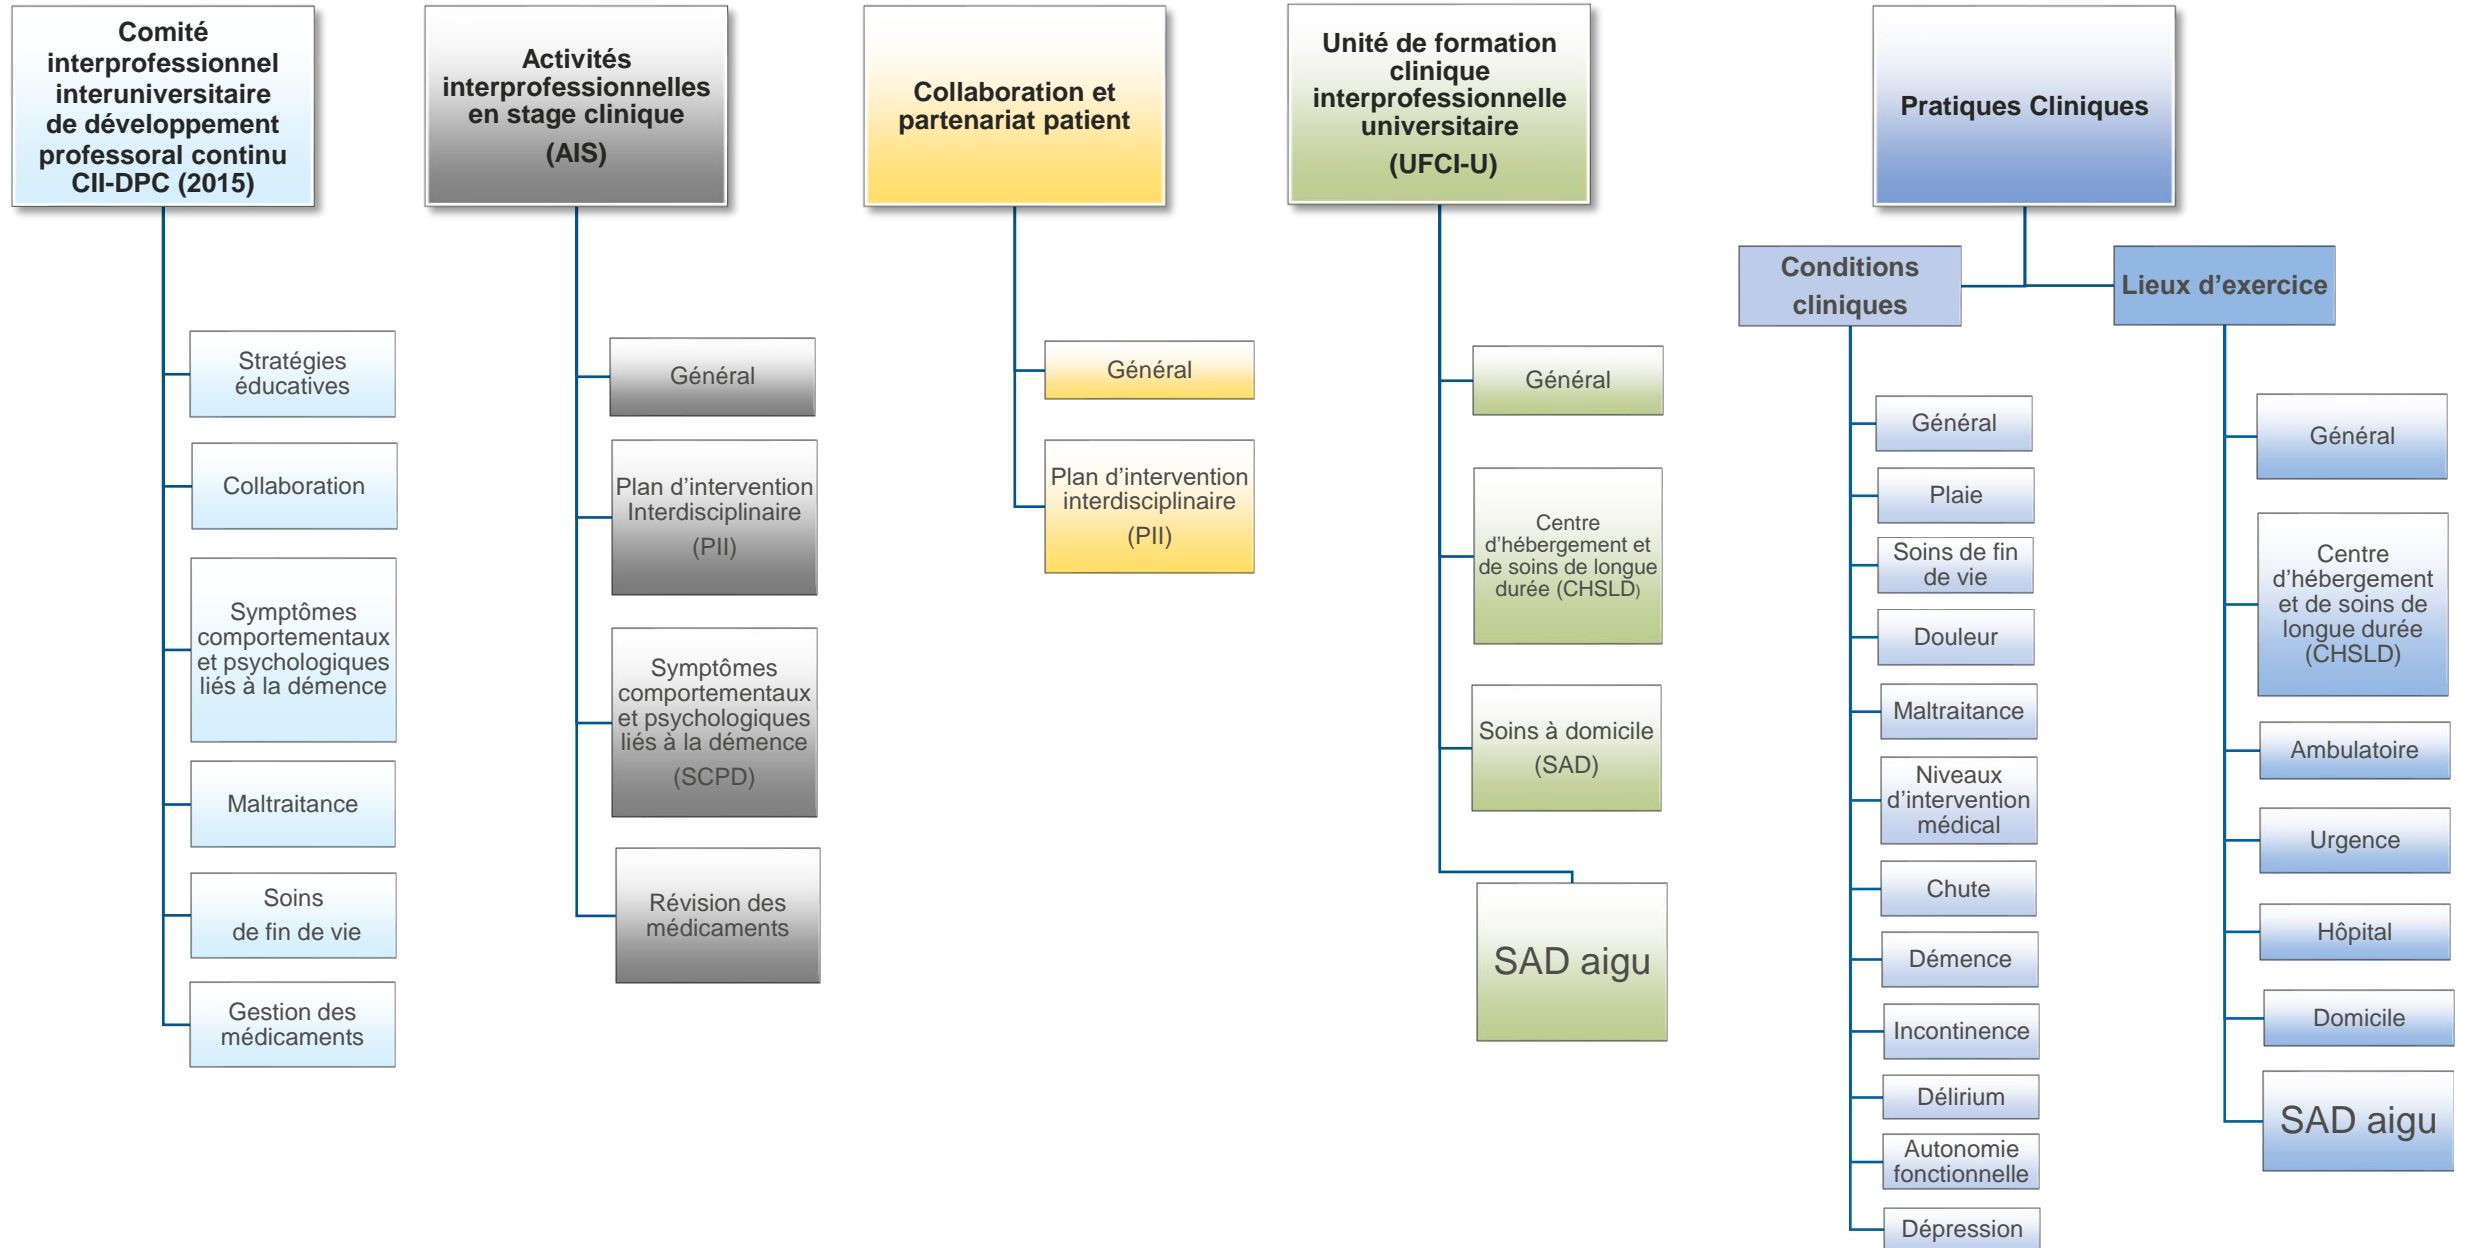 Comité
interprofessionnel
interuniversitaire
de développement
professoral continu
CII-DPC (2015)
Stratégies
éducatives
Collaboration
Symptômes
comportementaux
et psychologiques
liés à la démence
Maltraitance
Soins
de fin de vie
Gestion des
médicaments
Activités
interprofessionnelles
en stage clinique
(AIS)
Général
Plan d’intervention
Interdisciplinaire
(PII)
Symptômes
comportementaux
et psychologiques
liés à la démence
(SCPD)
Révision des
médicaments
Collaboration et
partenariat patient
Général
Plan d’intervention
interdisciplinaire
(PII)
Unité de formation
clinique
interprofessionnelle
universitaire
(UFCI-U)
Général
Centre
d’hébergement et
de soins de longue
durée (CHSLD)
Soins à domicile
(SAD)
SAD aigu
Pratiques Cliniques
Conditions
cliniques
Général
Plaie
Soins de fin
de vie
Douleur
Maltraitance
Niveaux
d’intervention
médical
Chute
Démence
Incontinence
Délirium
Autonomie
fonctionnelle
Dépression
Lieux d’exercice
Général
Centre
d’hébergement
et de soins de
longue durée
(CHSLD)
Ambulatoire
Urgence
Hôpital
Domicile
SAD aigu